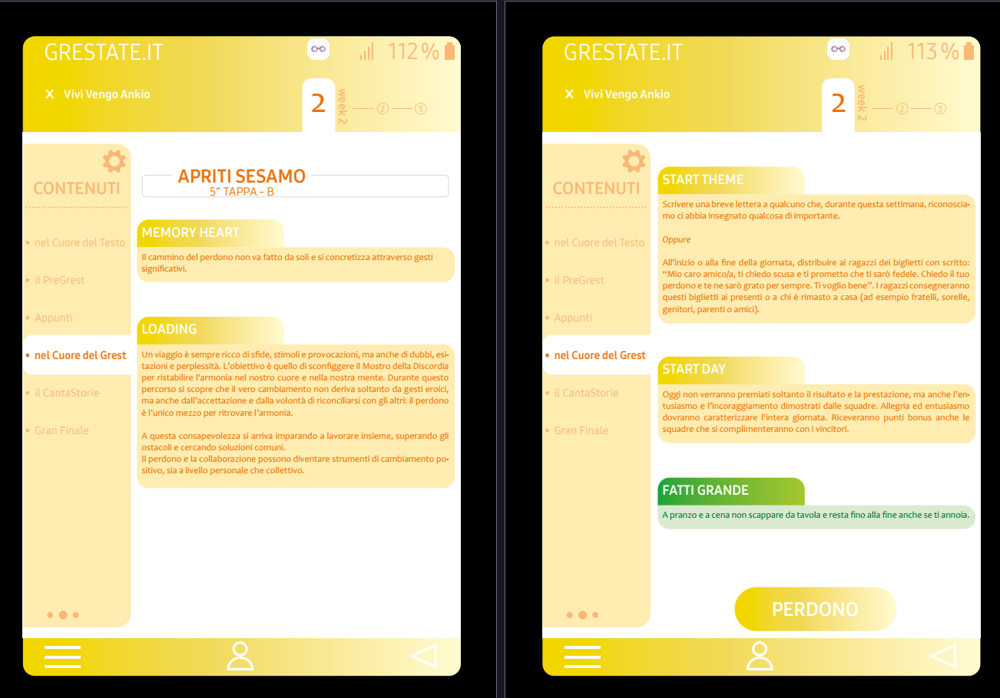 GRESTATE.IT
112 %
X Vivi Vengo Ankio
2
week 2
2
3
CONTENUTI
• nel Cuore del Testo
• il PreGrest
• Appunti
• nel Cuore del Grest
• il CantaStorie
• Gran Finale
APRITI SESAMO
5^ TAPPA - B
MEMORY HEART
Il cammino del perdono non va fatto da soli e si concretizza attraverso gesti
significativi.
LOADING
Un viaggio è sempre ricco di sfide, stimoli e provocazioni, ma anche di dubbi, esi-
tazioni e perplessità. L'obiettivo è quello di sconfiggere il Mostro della Discordia
per ristabilire l'armonia nel nostro cuore e nella nostra mente. Durante questo
percorso si scopre che il vero cambiamento non deriva soltanto da gesti eroici,
ma anche dall'accettazione e dalla volontà di riconciliarsi con gli altri: il perdono
è l'unico mezzo per ritrovare l'armonia.
A questa consapevolezza si arriva imparando a lavorare insieme, superando gli
ostacoli e cercando soluzioni comuni.
Il perdono e la collaborazione possono diventare strumenti di cambiamento po-
sitivo, sia a livello personale che collettivo.
GRESTATE.IT
113 %
X Vivi Vengo Ankio
2
week 2
2
3
CONTENUTI
• nel Cuore del Testo
• il PreGrest
• Appunti
• nel Cuore del Grest
• il CantaStorie
• Gran Finale
START THEME
Scrivere una breve lettera a qualcuno che, durante questa settimana, riconoscia-
mo ci abbia insegnato qualcosa di importante.
Oppure
All'inizio o alla fine della giornata, distribuire ai ragazzi dei biglietti con scritto:
“Mio caro amico/a, ti chiedo scusa e ti prometto che ti sarò fedele. Chiedo il tuo
perdono e te ne sarò grato per sempre. Ti voglio bene”. I ragazzi consegneranno
questi biglietti ai presenti o a chi è rimasto a casa (ad esempio fratelli, sorelle,
genitori, parenti o amici).
START DAY
Oggi non verranno premiati soltanto il risultato e la prestazione, ma anche l'en-
tusiasmo e l'incoraggiamento dimostrati dalle squadre. Allegria ed entusiasmo
dovranno caratterizzare l'intera giornata. Riceveranno punti bonus anche le
squadre che si complimenteranno con i vincitori.
FATTI GRANDE
A pranzo e a cena non scappare da tavola e resta fino alla fine anche se ti annoia.
PERDONO